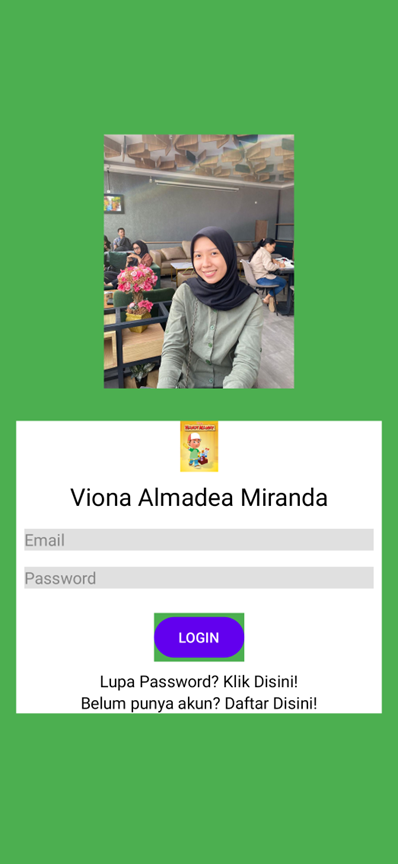 Viona Almadea Miranda
Email
Password
LOGIN
Lupa Password? Klik Disini!
Belum punya akun? Daftar Disini!